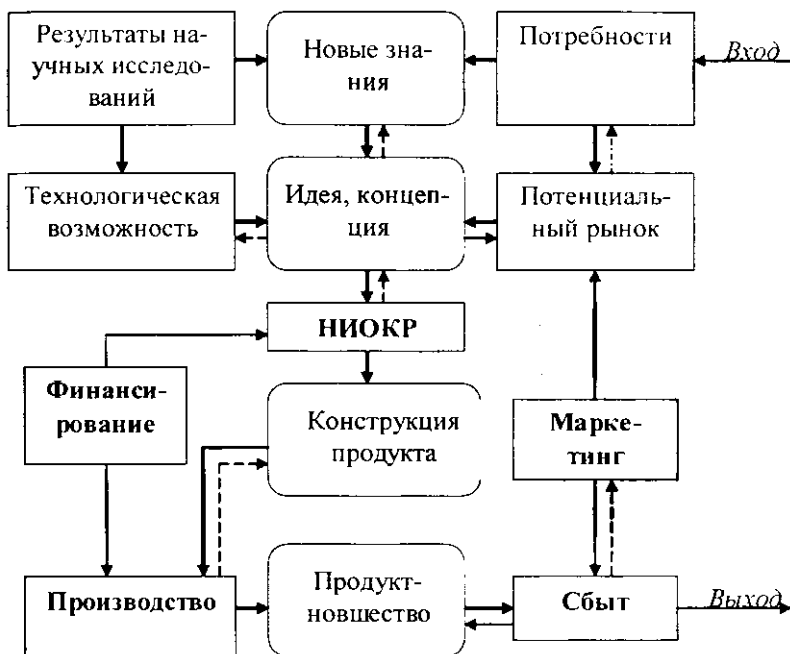 Результаты на-
учных исследо-
ваний
Новые зна-
ния
Потребности
Вход
Технологическая
возможность
Идея, концеп-
ция
Потенциаль-
ный рынок
НИОКР
Финанси-
рование
Конструкция
продукта
Марке-
тинг
Производство
Продукт-
новшество
Сбыт
Выход